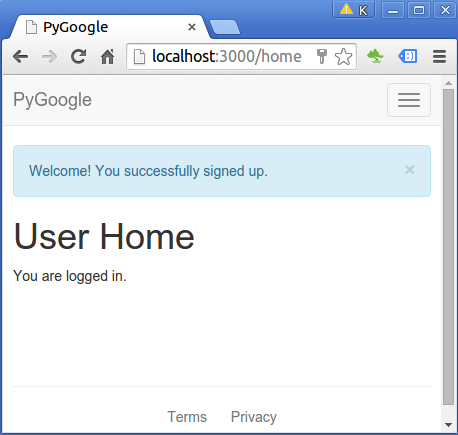 K
PyGoogle
localhost:3000/home
PyGoogle
Welcome! You successfully signed up.
×
User Home
You are logged in.
Terms Privacy